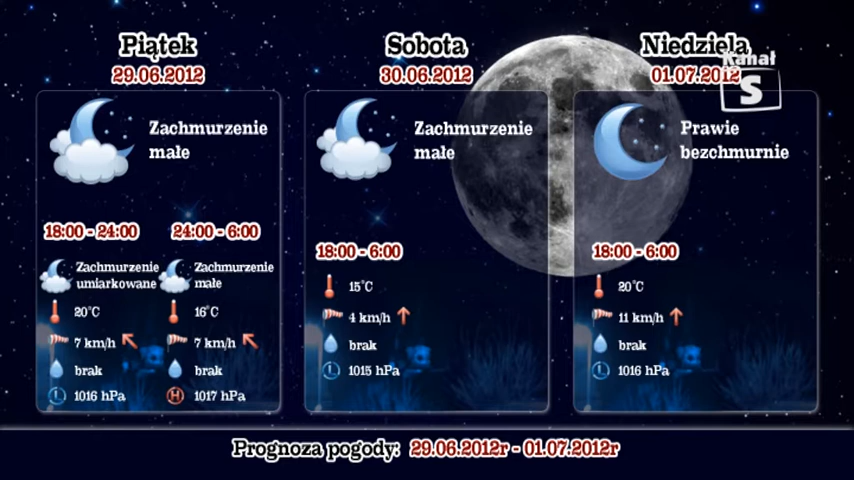 Piątek
29.06.2012
Zachmurzenie
małe
18:00 - 24:00
24:00 - 6:00
Zachmurzenie
umiarkowane
Zachmurzenie
małe
20°C
16°C
7 km/h
7 km/h
brak
brak
L 1016 hPa
H 1017 hPa
Sobota
30.06.2012
Zachmurzenie
małe
18:00 - 6:00
15°C
4 km/h
brak
L 1015 hPa
Niedziela
01.07.2012
Kanał
S
Prawie
bezchmurnie
18:00 - 6:00
20°C
11 km/h
brak
L 1016 hPa
Prognoza pogody: 29.06.2012r - 01.07.2012r